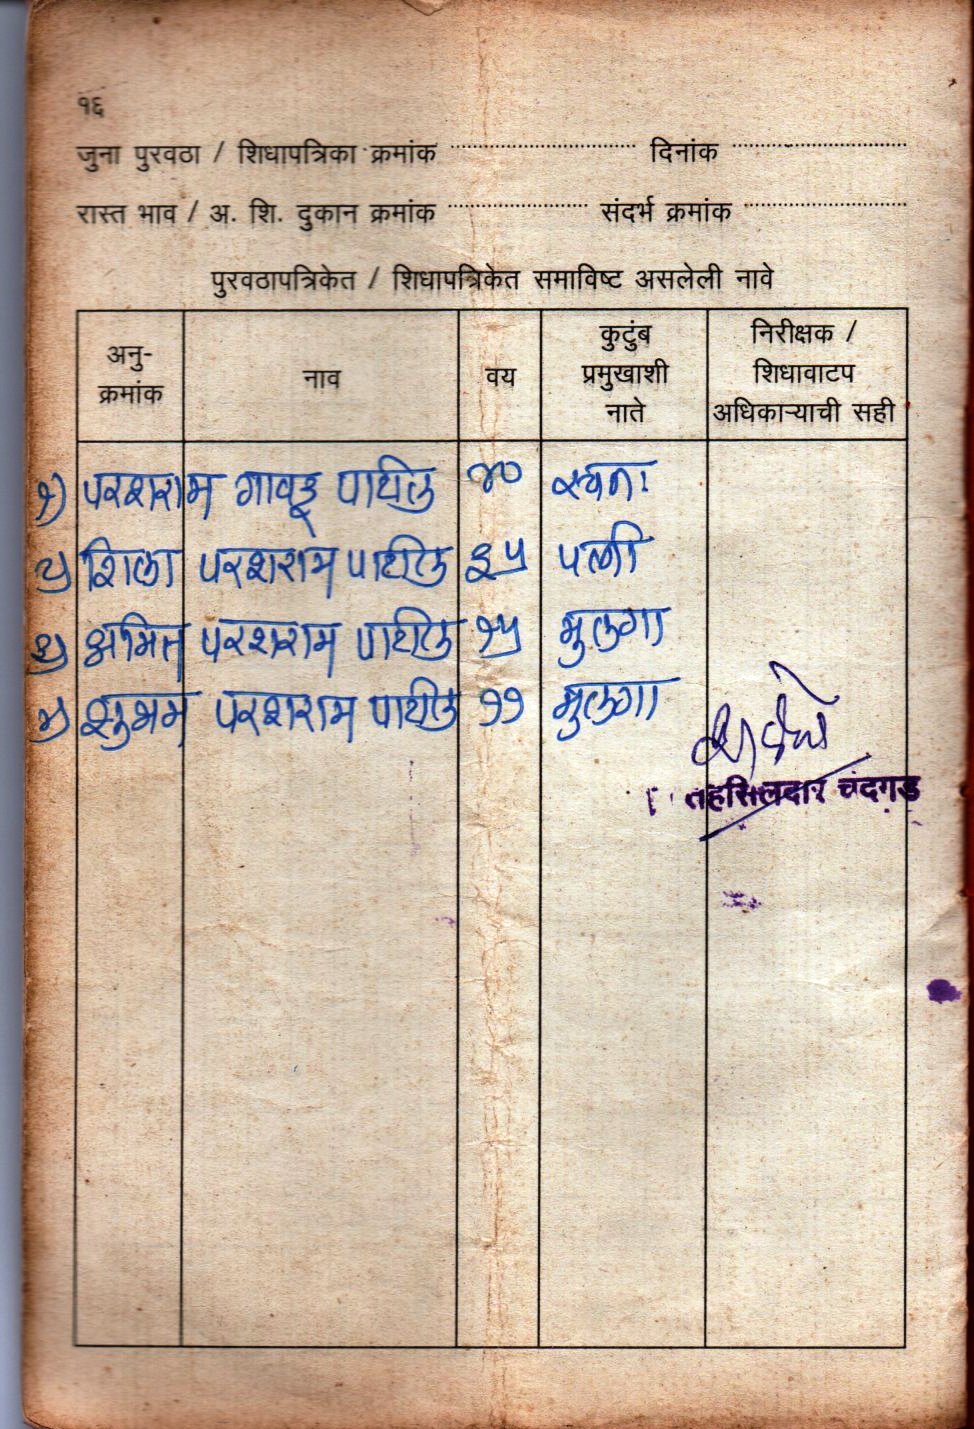 १६
जुना पुरवठा / शिधापत्रिका क्रमांक ........................ दिनांक ........................
रास्त भाव / अ. शि. दुकान क्रमांक ........................ संदर्भ क्रमांक ........................
पुरवठापत्रिकेत / शिधापत्रिकेत समाविष्ट असलेली नावे
अनु-क्रमांक नाव वय कुटुंब प्रमुखाशी नाते निरीक्षक / शिधावाटप अधिकाऱ्याची सही
१) परशराम गावडू पाटील ४० स्वतः
२) शिला परशराम पाटील ३५ पत्नी
३) अमित परशराम पाटील १५ मुलगा
४) शुभम परशराम पाटील ११ मुलगा
तहसिलदार चंदगड